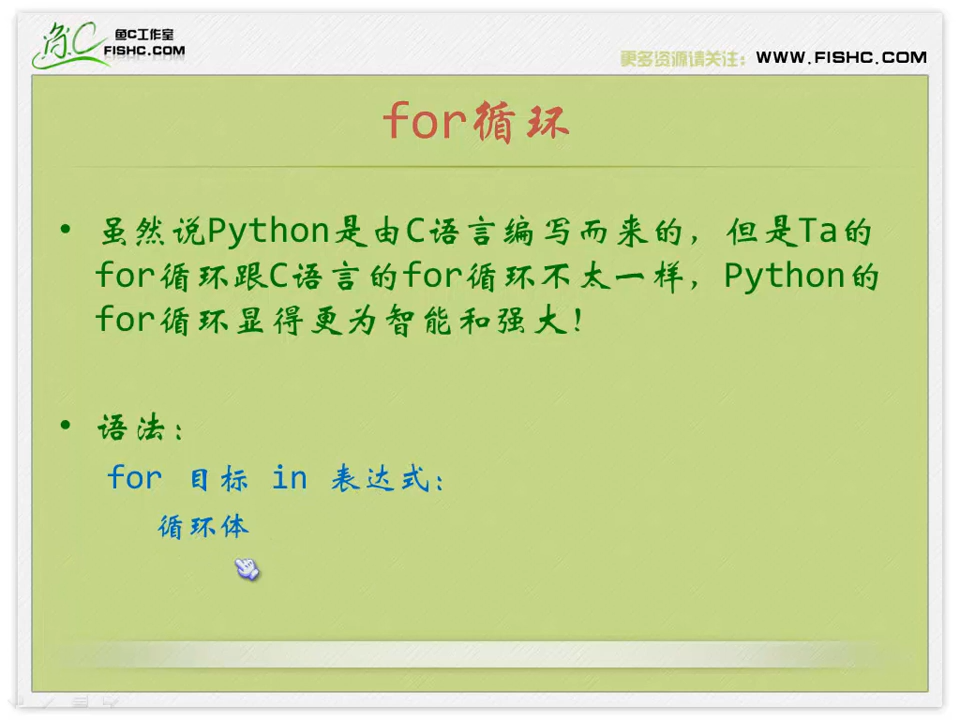 鱼C工作室
FISHC.COM
更多资源请关注：WWW.FISHC.COM
for循环
• 虽然说Python是由C语言编写而来的，但是Ta的
for循环跟C语言的for循环不太一样，Python的
for循环显得更为智能和强大！
• 语法：
for 目标 in 表达式：
循环体